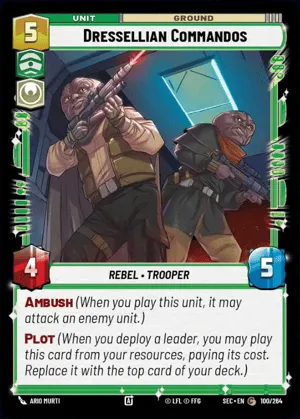 UNIT
GROUND
5
DRESSELLIAN COMMANDOS
4
5
REBEL • TROOPER
AMBUSH (When you play this unit, it may
attack an enemy unit.)
PLOT (When you deploy a leader, you may play
this card from your resources, paying its cost.
Replace it with the top card of your deck.)
ARIO MURTI
© LFL © FFG
SEC • EN
C
100/264